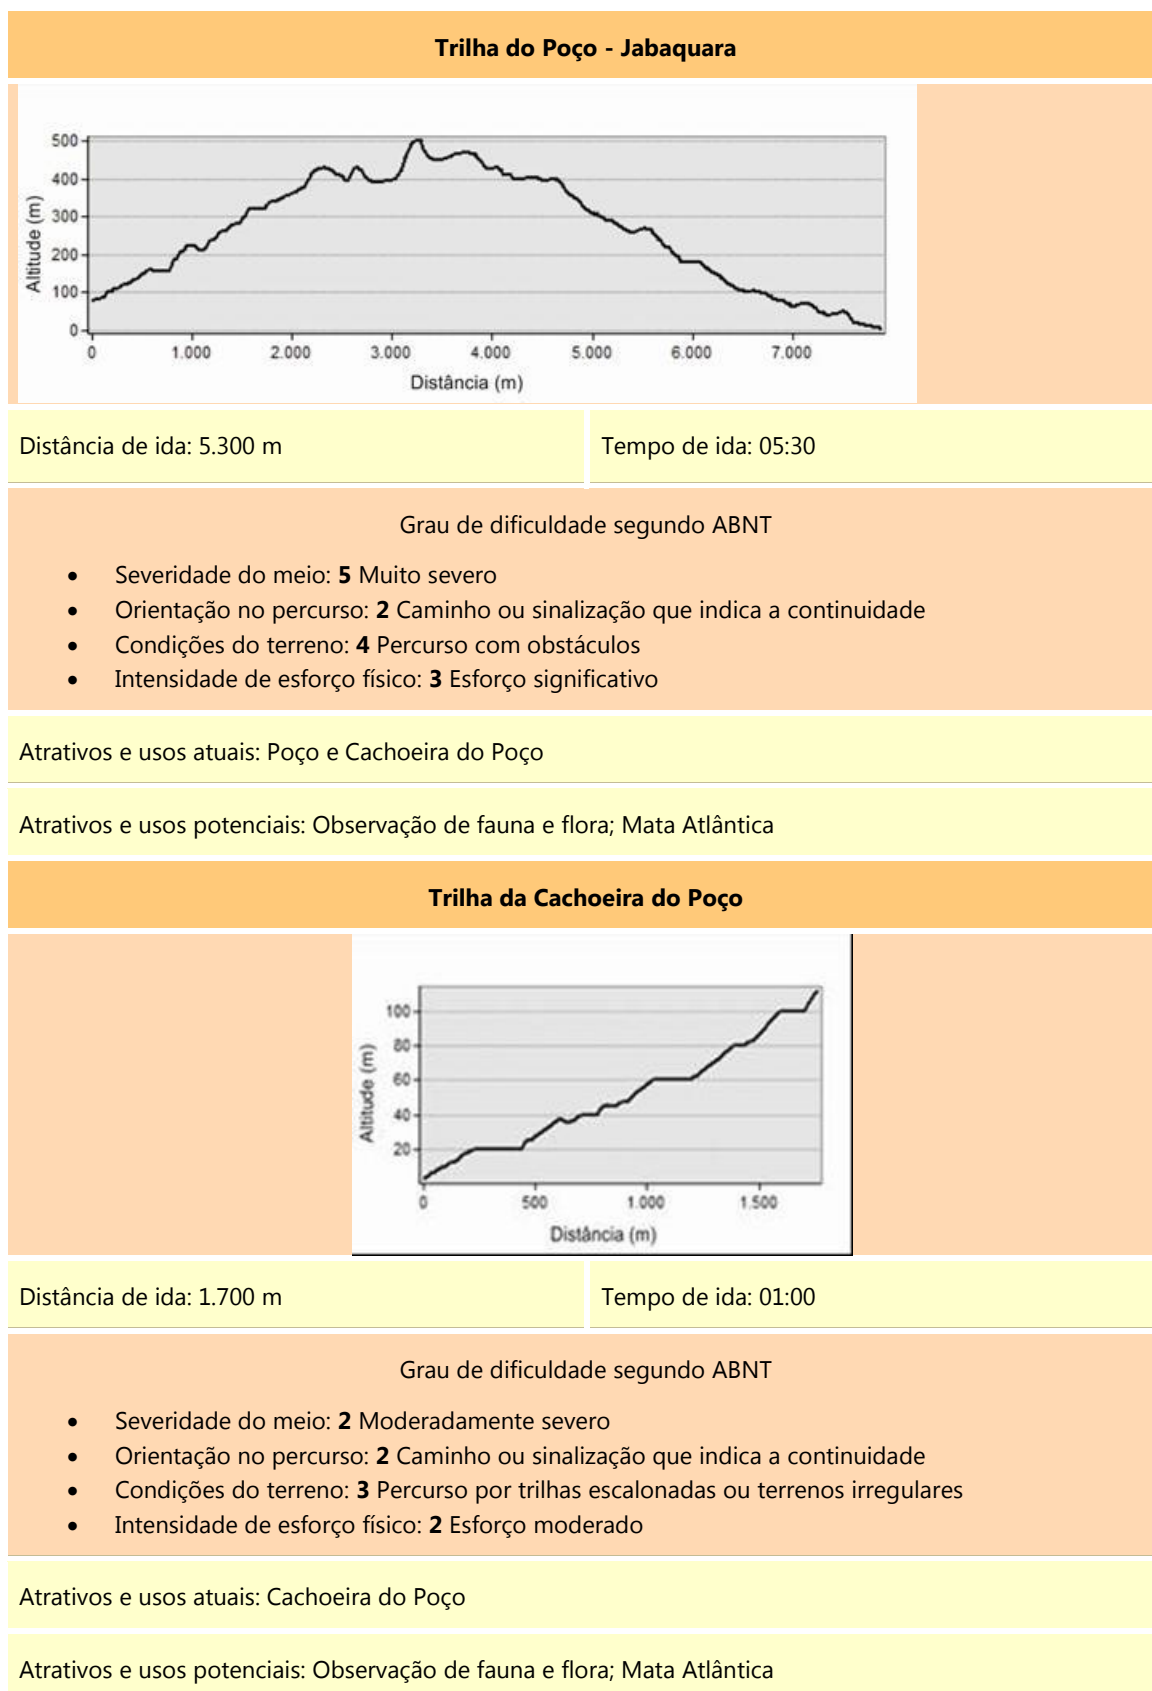 Trilha do Poço - Jabaquara
500
400
300
200
100
0
Altitude (m)
0 1.000 2.000 3.000 4.000 5.000 6.000 7.000
Distância (m)
Distância de ida: 5.300 m Tempo de ida: 05:30
Grau de dificuldade segundo ABNT
• Severidade do meio: 5 Muito severo
• Orientação no percurso: 2 Caminho ou sinalização que indica a continuidade
• Condições do terreno: 4 Percurso com obstáculos
• Intensidade de esforço físico: 3 Esforço significativo
Atrativos e usos atuais: Poço e Cachoeira do Poço
Atrativos e usos potenciais: Observação de fauna e flora; Mata Atlântica
Trilha da Cachoeira do Poço
100
80
60
40
20
Altitude (m)
0 500 1.000 1.500
Distância (m)
Distância de ida: 1.700 m Tempo de ida: 01:00
Grau de dificuldade segundo ABNT
• Severidade do meio: 2 Moderadamente severo
• Orientação no percurso: 2 Caminho ou sinalização que indica a continuidade
• Condições do terreno: 3 Percurso por trilhas escalonadas ou terrenos irregulares
• Intensidade de esforço físico: 2 Esforço moderado
Atrativos e usos atuais: Cachoeira do Poço
Atrativos e usos potenciais: Observação de fauna e flora; Mata Atlântica